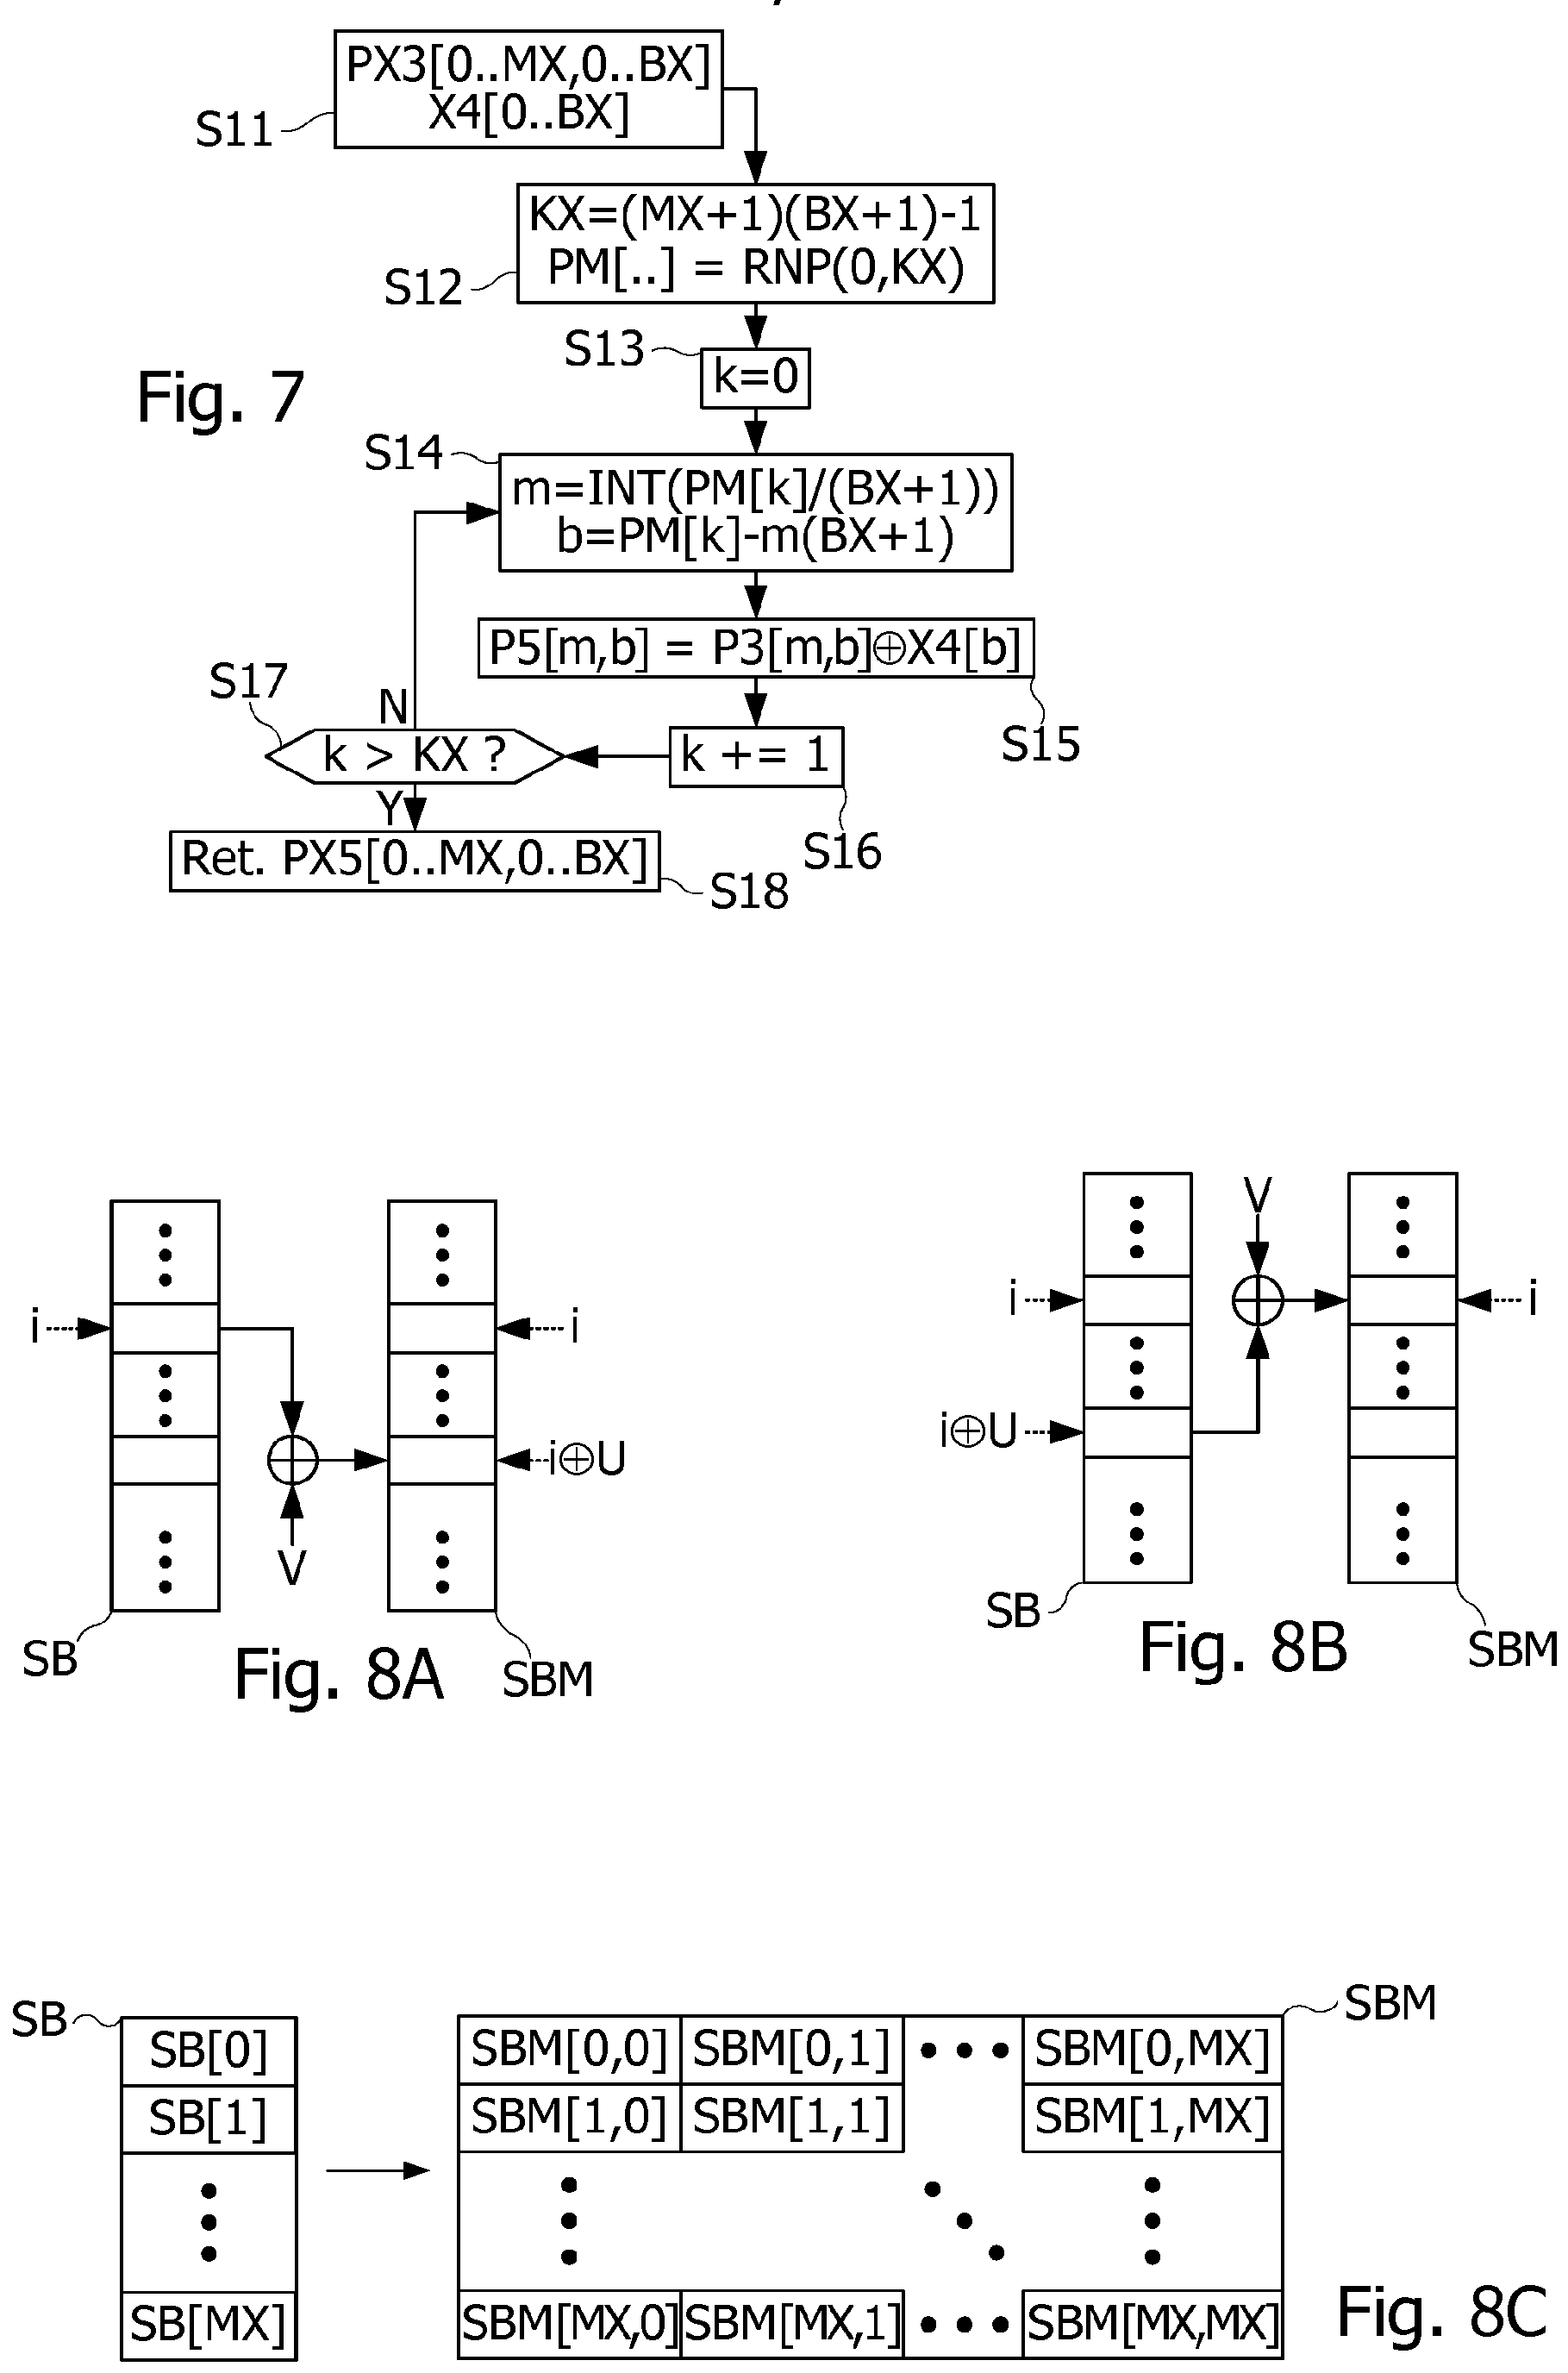 PX3[0..MX,0..BX]
X4[0..BX]
S11
KX=(MX+1)(BX+1)-1
PM[..] = RNP(0,KX)
S12
S13
k=0
Fig. 7
S14
m=INT(PM[k]/(BX+1))
b=PM[k]-m(BX+1)
P5[m,b] = P3[m,b]⊕X4[b]
S15
S17
N
k > KX ?
k += 1
S16
Y
Ret. PX5[0..MX,0..BX]
S18
i
i
i⊕U
V
SB
SBM
Fig. 8A
V
i
i
i⊕U
SB
SBM
Fig. 8B
SB
SBM
SB[0]
SB[1]
SB[MX]
SBM[0,0] SBM[0,1] ••• SBM[0,MX]
SBM[1,0] SBM[1,1] SBM[1,MX]
SBM[MX,0] SBM[MX,1] ••• SBM[MX,MX]
Fig. 8C